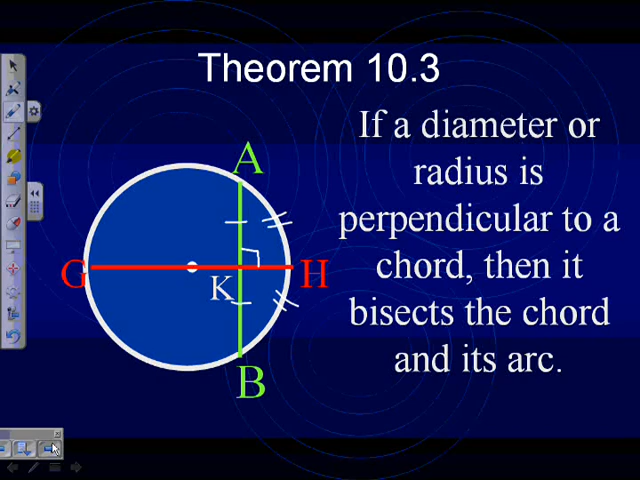 Theorem 10.3
If a diameter or
radius is
perpendicular to a
chord, then it
bisects the chord
and its arc.
A
G
K
H
B